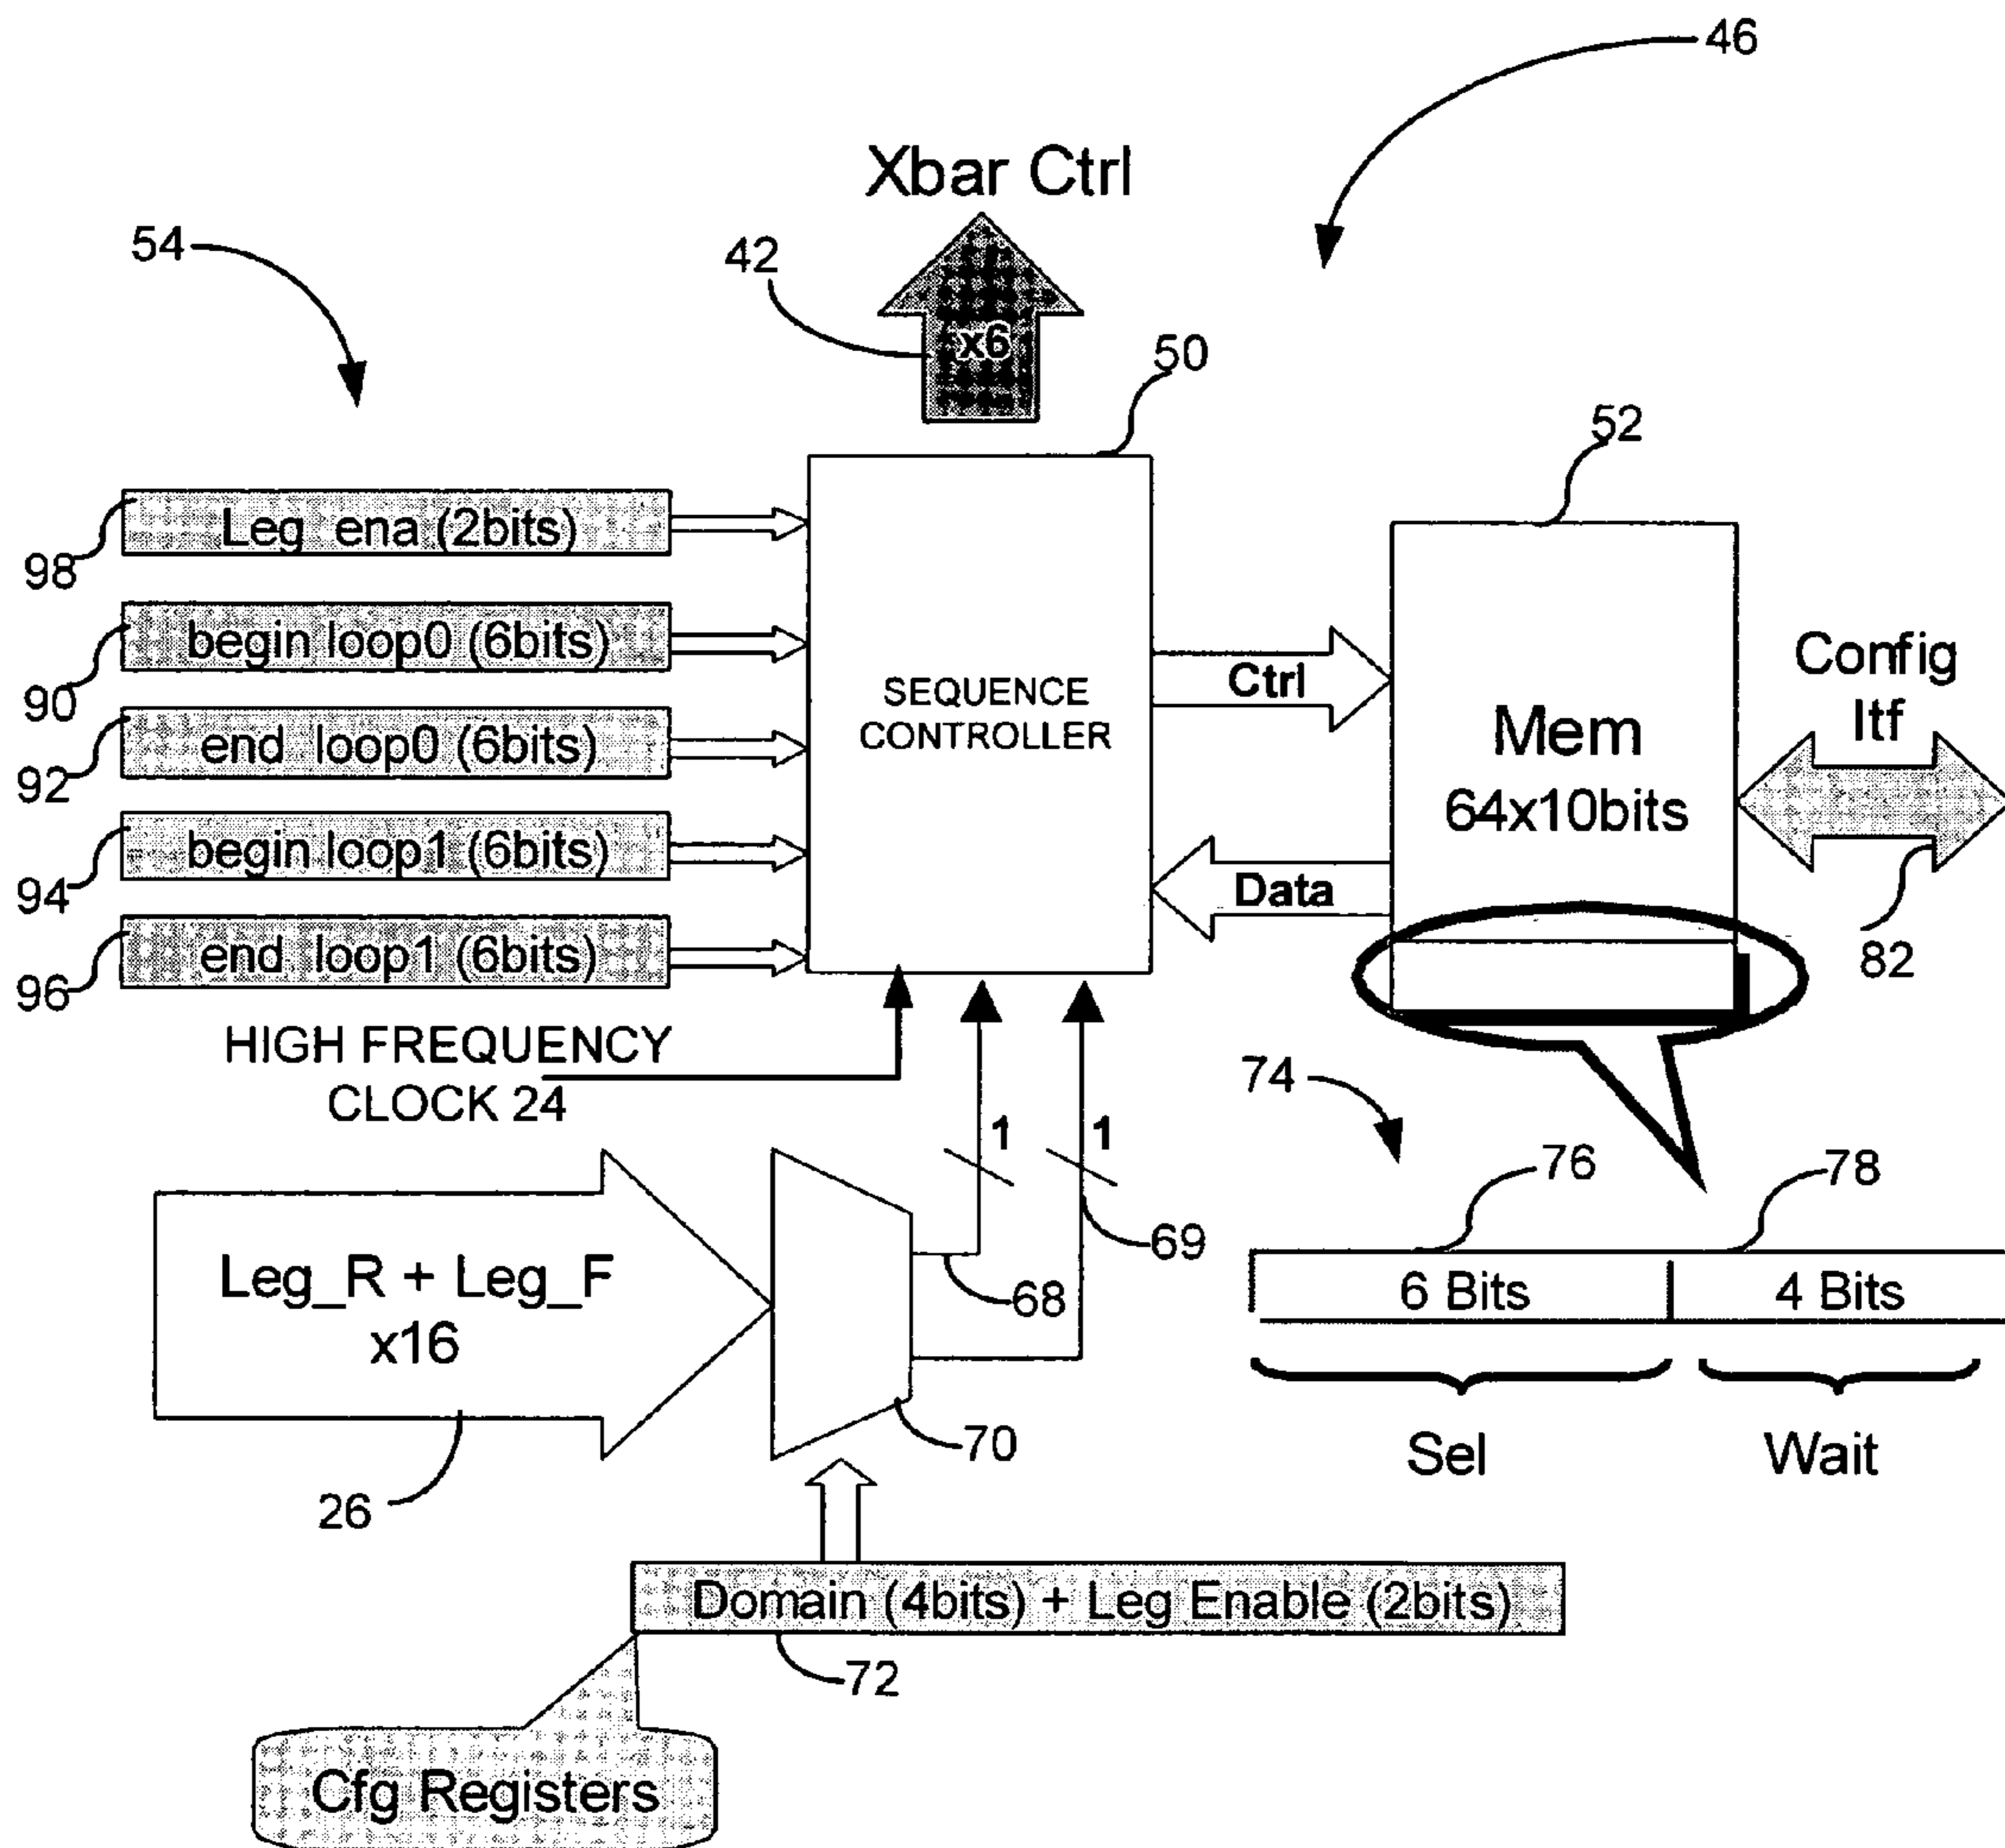 46
Xbar Ctrl
54
42
x6
50
52
Leg ena (2bits)
98
begin loop0 (6bits)
90
end loop0 (6bits)
92
begin loop1 (6bits)
94
end loop1 (6bits)
96
SEQUENCE
CONTROLLER
Ctrl
Data
Mem
64x10bits
Config
Itf
82
HIGH FREQUENCY
CLOCK 24
1
1
74
76
78
Leg_R + Leg_F
x16
68
69
70
26
6 Bits
4 Bits
Sel
Wait
Domain (4bits) + Leg Enable (2bits)
72
Cfg Registers